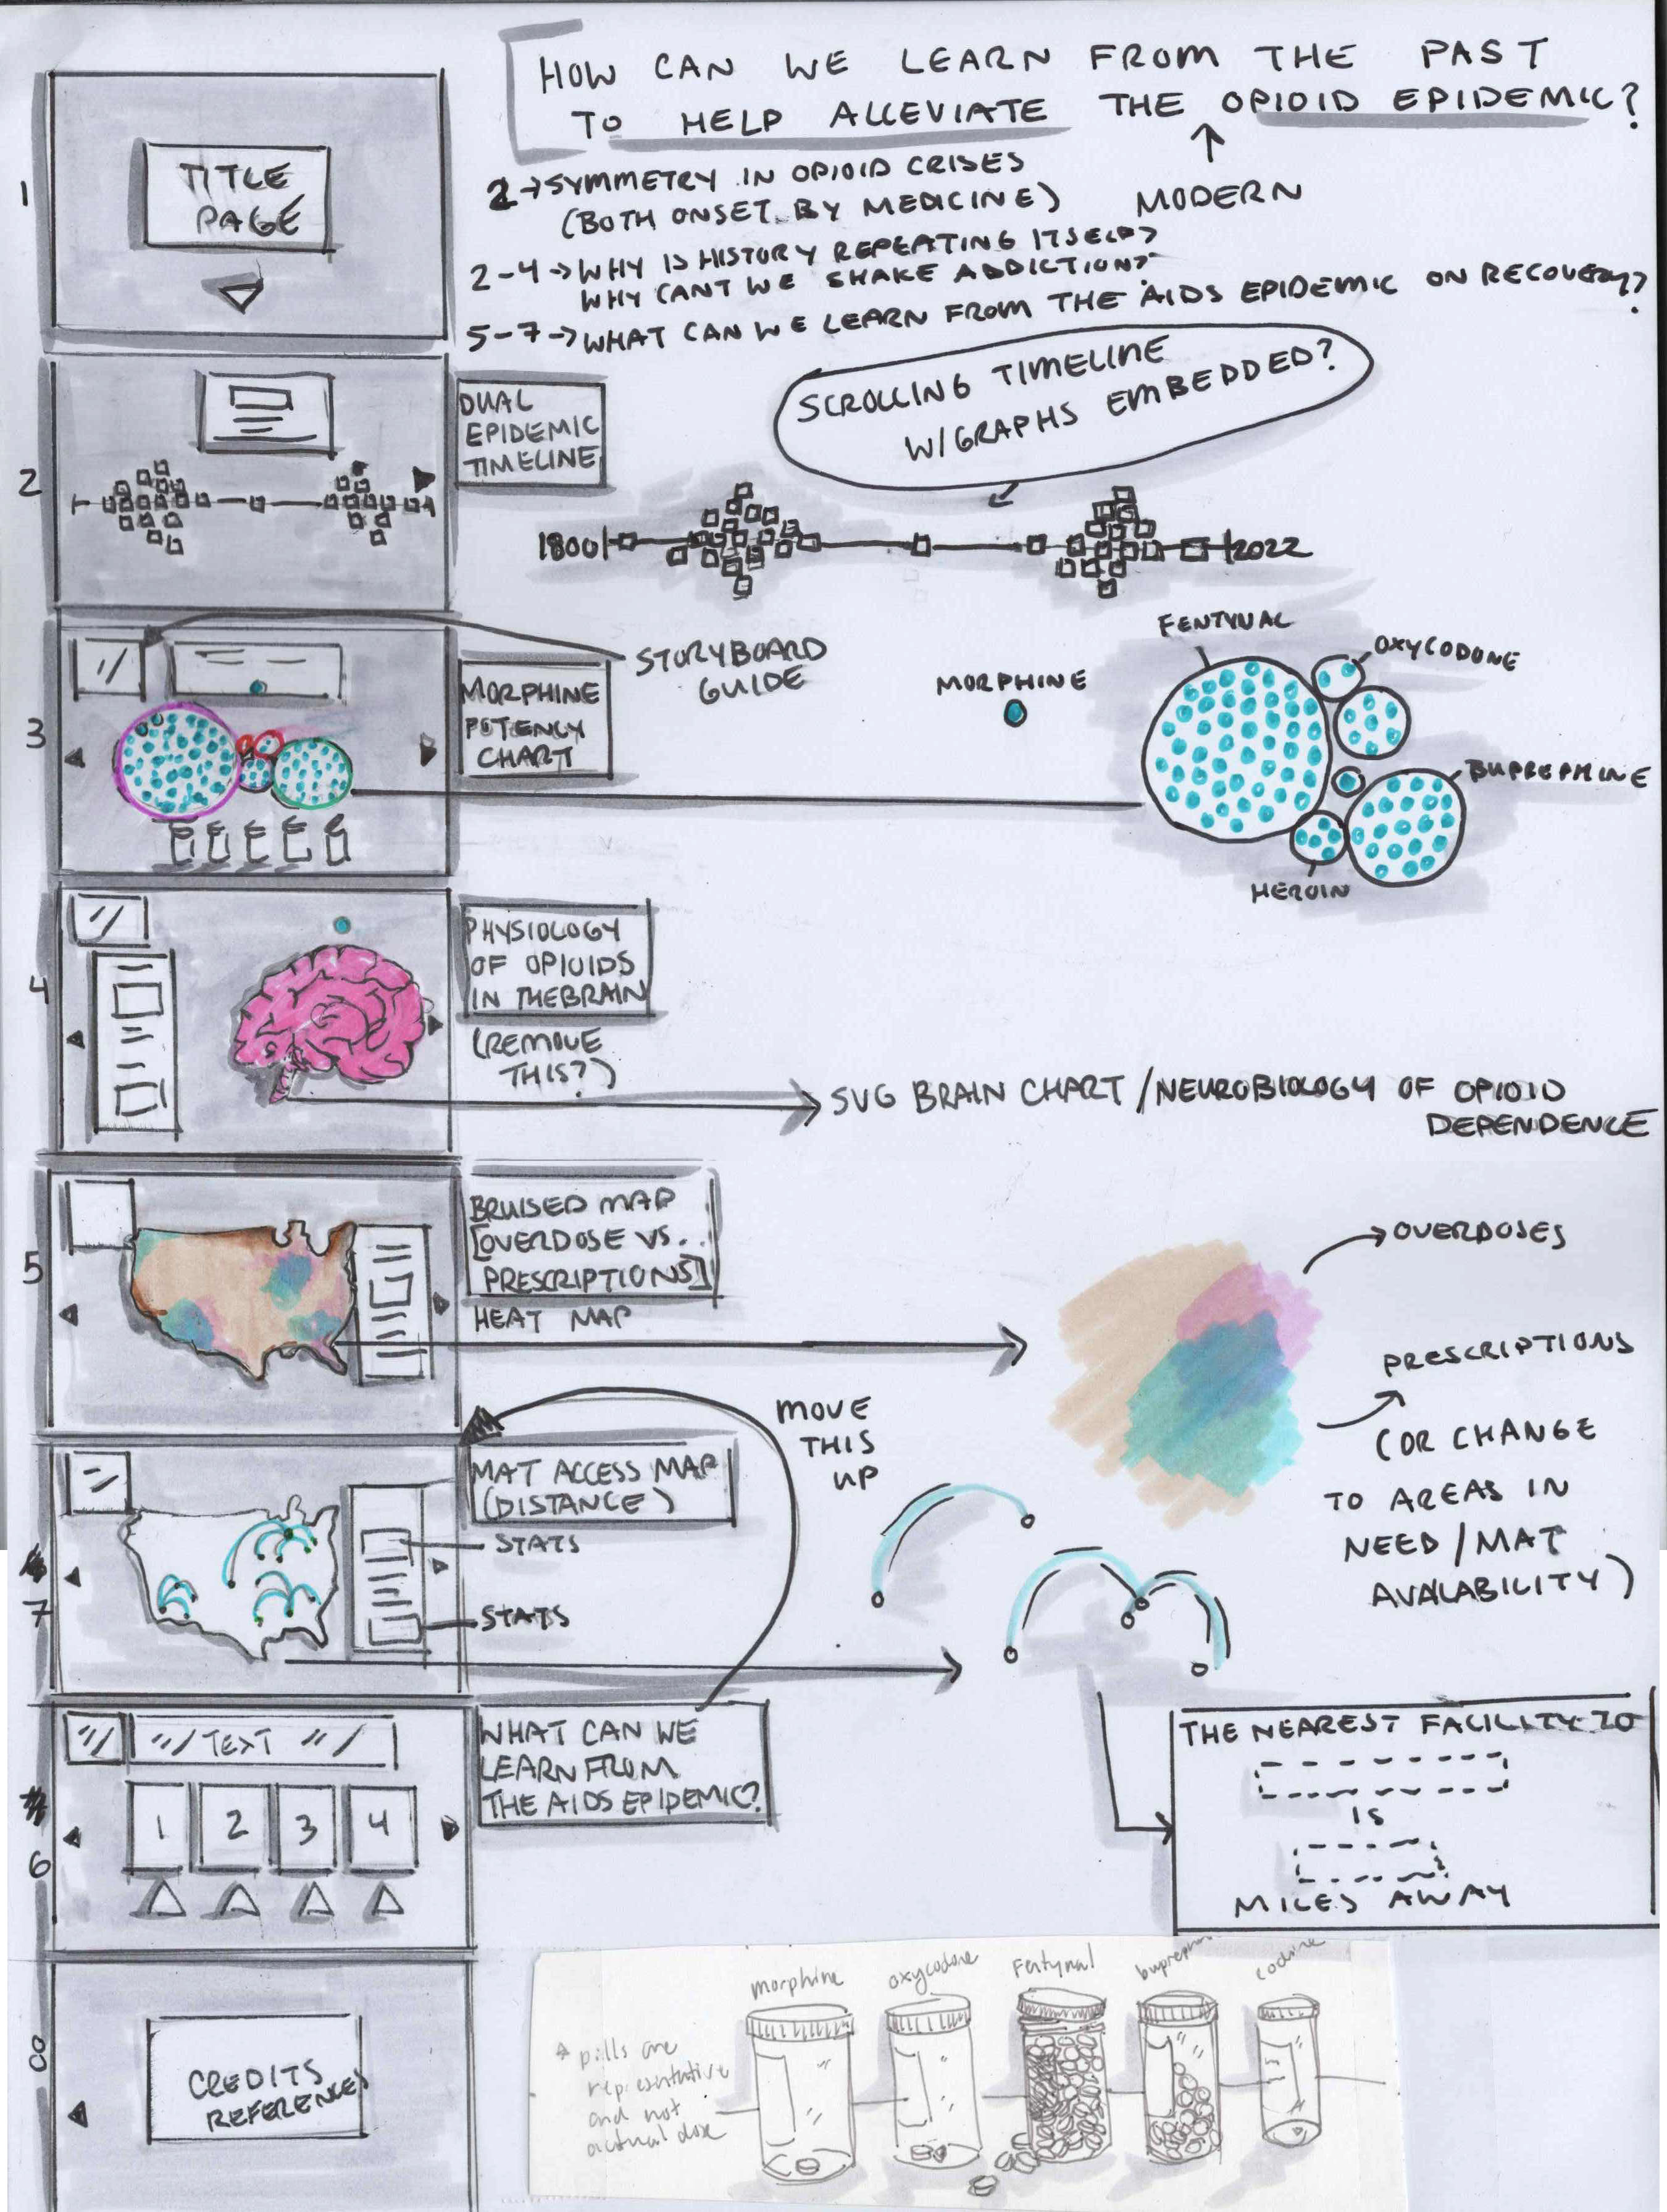 HOW CAN WE LEARN FROM THE PAST
TO HELP ALLEVIATE THE OPIOID EPIDEMIC?
MODERN
2→SYMMETRY IN OPIOID CRISES
(BOTH ONSET BY MEDICINE)
2-4→WHY IS HISTORY REPEATING ITSELF?
WHY CANT WE SHAKE ADDICTION?
5-7→WHAT CAN WE LEARN FROM THE AIDS EPIDEMIC ON RECOVERY?
1
TITLE
PAGE
2
DUAL
EPIDEMIC
TIMELINE
SCROLLING TIMELINE
W/GRAPHS EMBEDDED?
1800
2022
3
MORPHINE
POTENCY
CHART
STORYBOARD
GUIDE
MORPHINE
FENTYNAL
OXYCODONE
BUPREPHINE
HEROIN
4
PHYSIOLOGY
OF OPIOIDS
IN THE BRAIN
(REMOVE
THIS?)
SVG BRAIN CHART/NEUROBIOLOGY OF OPIOID
DEPENDENCE
5
BRUISED MAP
[OVERDOSE VS.
PRESCRIPTIONS]
HEAT MAP
OVERDOSES
PRESCRIPTIONS
(OR CHANGE
TO AREAS IN
NEED/MAT
AVALABILITY)
MOVE
THIS
UP
7
MAT ACCESS MAP
(DISTANCE)
STATS
STATS
6
TEXT
1 2 3 4
WHAT CAN WE
LEARN FROM
THE AIDS EPIDEMIC?
THE NEAREST FACILITY TO
IS
MILES AWAY
8
CREDITS
REFERENCES
morphine
oxycodone
Fentynal
codine
* pills are
representative
and not
actual dose